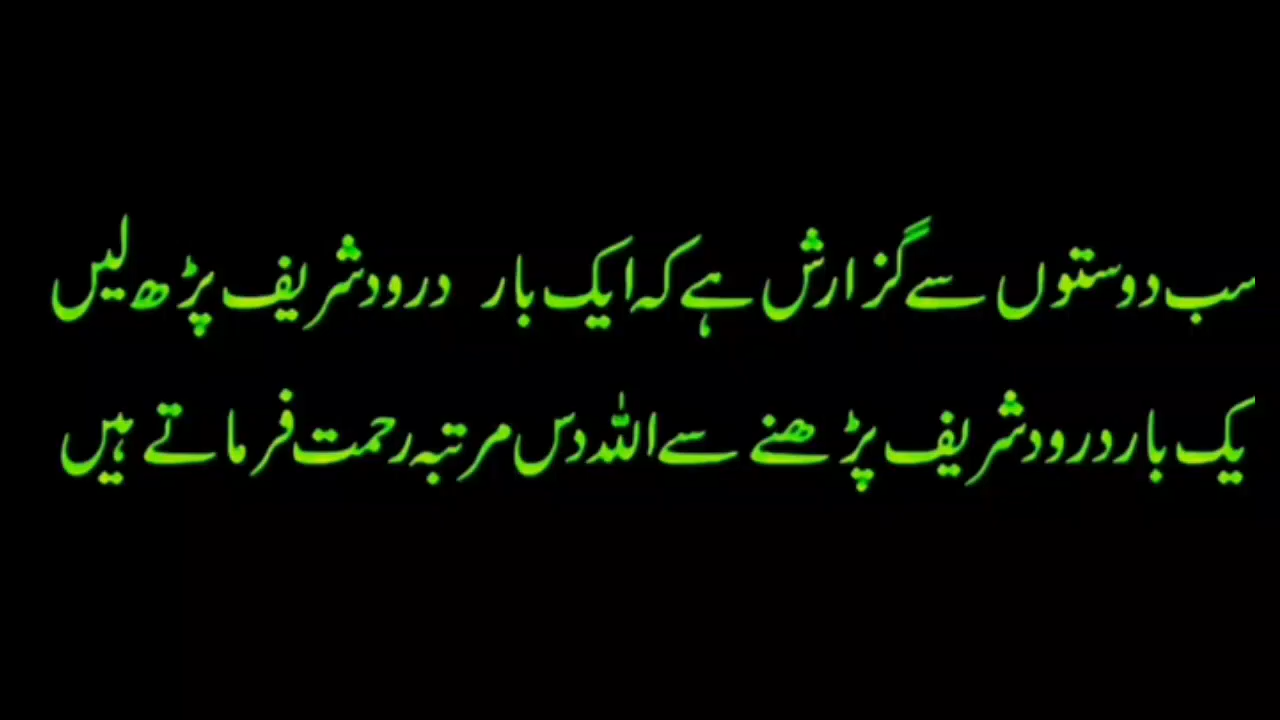 سب دوستوں سے گزارش ہے کہ ایک بار درود شریف پڑھ لیں
یک بار درود شریف پڑھنے سے اللہ دس مرتبہ رحمت فرماتے ہیں